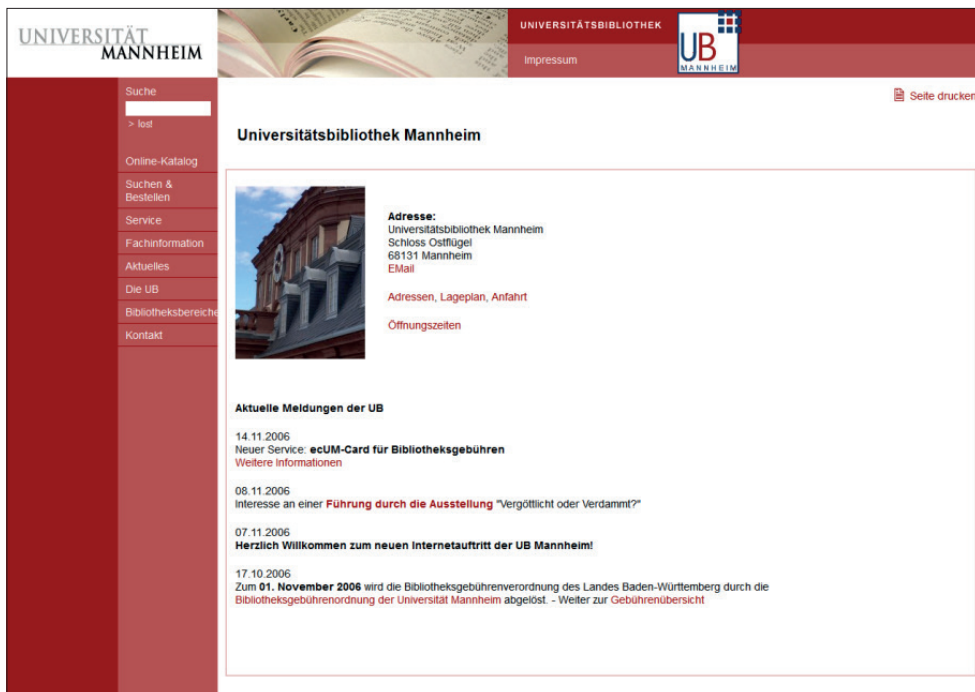 UNIVERSITÄT
MANNHEIM
UNIVERSITÄTSBIBLIOTHEK
Impressum
UB
MANNHEIM
Seite drucken
Suche
> los!
Online-Katalog
Suchen &
Bestellen
Service
Fachinformation
Aktuelles
Die UB
Bibliotheksbereiche
Kontakt
Universitätsbibliothek Mannheim
Adresse:
Universitätsbibliothek Mannheim
Schloss Ostflügel
68131 Mannheim
EMail
Adressen, Lageplan, Anfahrt
Öffnungszeiten
Aktuelle Meldungen der UB
14.11.2006
Neuer Service: ecUM-Card für Bibliotheksgebühren
Weitere Informationen
08.11.2006
Interesse an einer Führung durch die Ausstellung "Vergöttlicht oder Verdammt?"
07.11.2006
Herzlich Willkommen zum neuen Internetauftritt der UB Mannheim!
17.10.2006
Zum 01. November 2006 wird die Bibliotheksgebührenverordnung des Landes Baden-Württemberg durch die
Bibliotheksgebührenordnung der Universität Mannheim abgelöst. - Weiter zur Gebührenübersicht